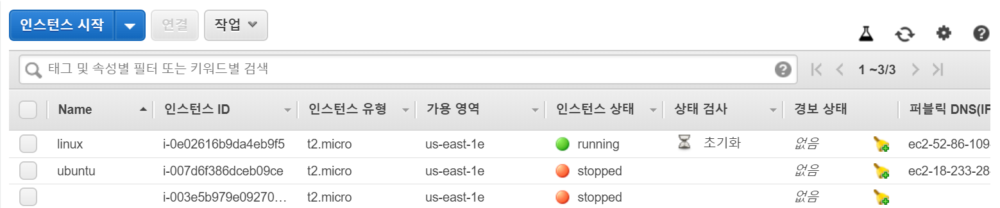 인스턴스 시작 연결 작업
태그 및 속성별 필터 또는 키워드별 검색 1 ~3/3
Name 인스턴스 ID 인스턴스 유형 가용 영역 인스턴스 상태 상태 검사 경보 상태 퍼블릭 DNS(IP
linux i-0e02616b9da4eb9f5 t2.micro us-east-1e running 초기화 없음 ec2-52-86-109-
ubuntu i-007d6f386dceb09ce t2.micro us-east-1e stopped 없음 ec2-18-233-28-
i-003e5b979e09270... t2.micro us-east-1e stopped 없음